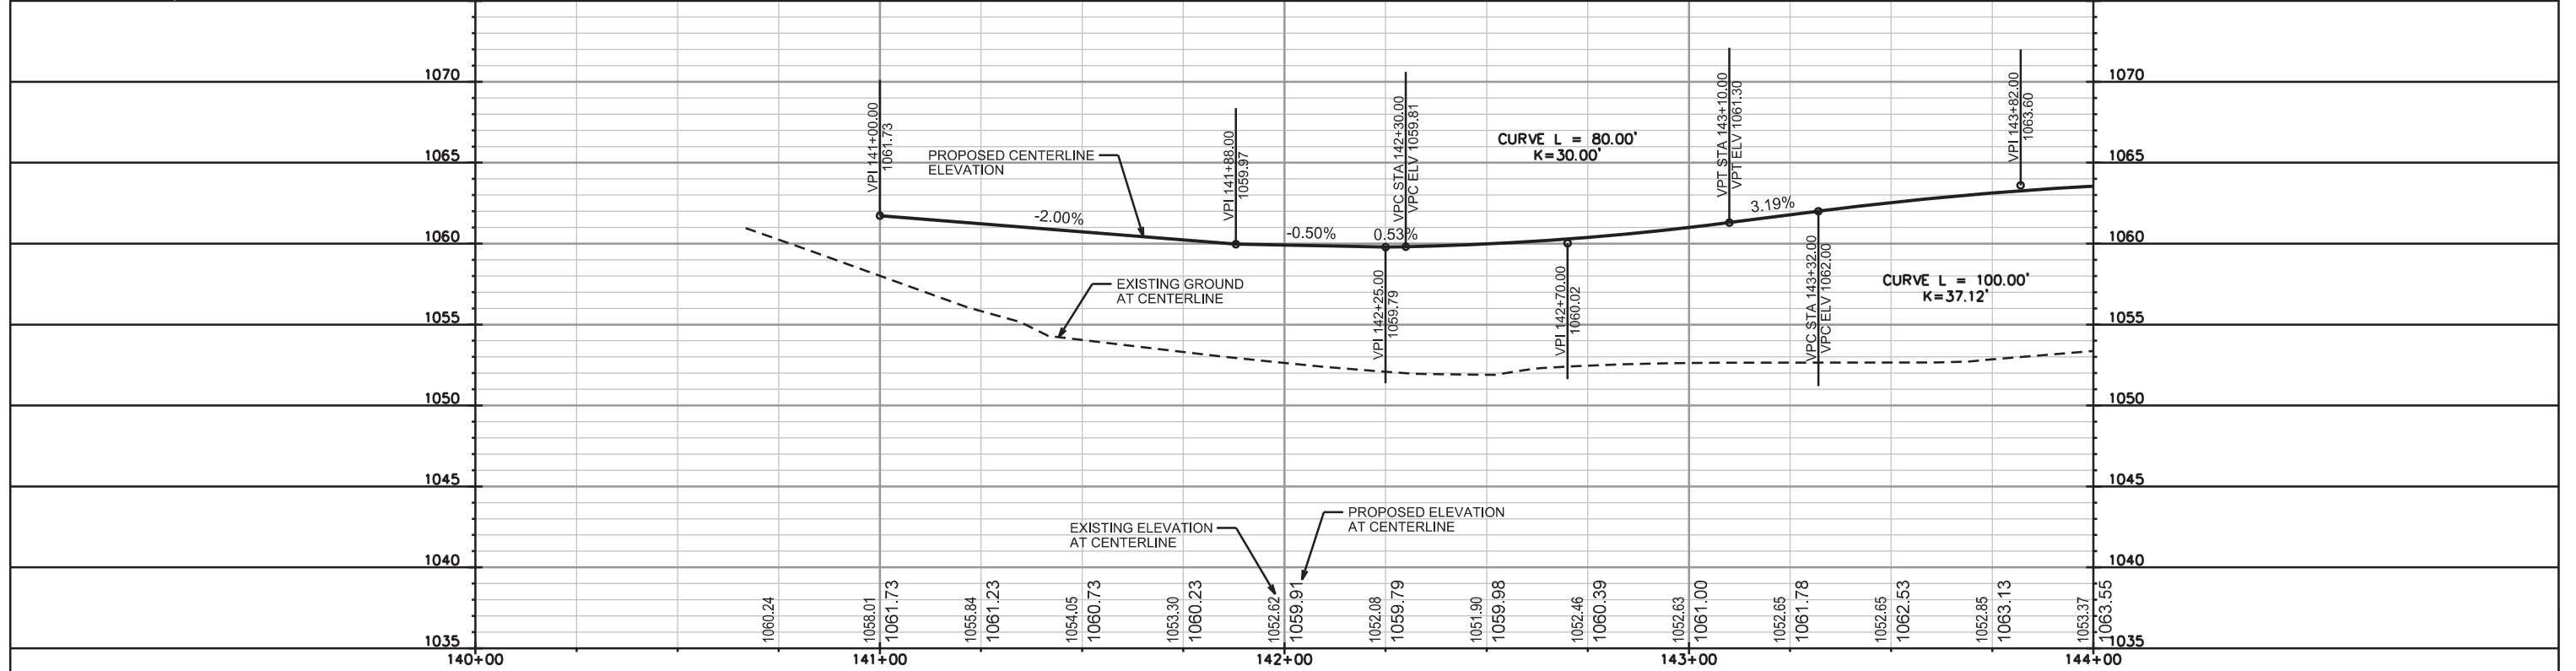 1070
1065
1060
1055
1050
1045
1040
1035
VPI 141+00.00
1061.73
PROPOSED CENTERLINE
ELEVATION
-2.00%
VPI 141+88.00
1059.97
-0.50%
VPI 142+25.00
1059.79
0.53%
VPC STA 142+30.00
VPC ELV 1059.81
CURVE L = 80.00'
K=30.00'
VPI 142+70.00
1060.02
VPT STA 143+10.00
VPT ELV 1061.30
3.19%
VPC STA 143+32.00
VPC ELV 1062.00
CURVE L = 100.00'
K=37.12'
VPI 143+82.00
1063.60
EXISTING GROUND
AT CENTERLINE
EXISTING ELEVATION
AT CENTERLINE
PROPOSED ELEVATION
AT CENTERLINE
1060.24
1058.01
1061.73
1055.84
1061.23
1054.05
1060.73
1053.30
1060.23
1052.62
1059.91
1052.08
1059.79
1051.90
1059.98
1052.46
1060.39
1052.63
1061.00
1052.65
1061.78
1052.65
1062.53
1052.85
1063.13
1053.37
1063.55
1070
1065
1060
1055
1050
1045
1040
1035
140+00
141+00
142+00
143+00
144+00